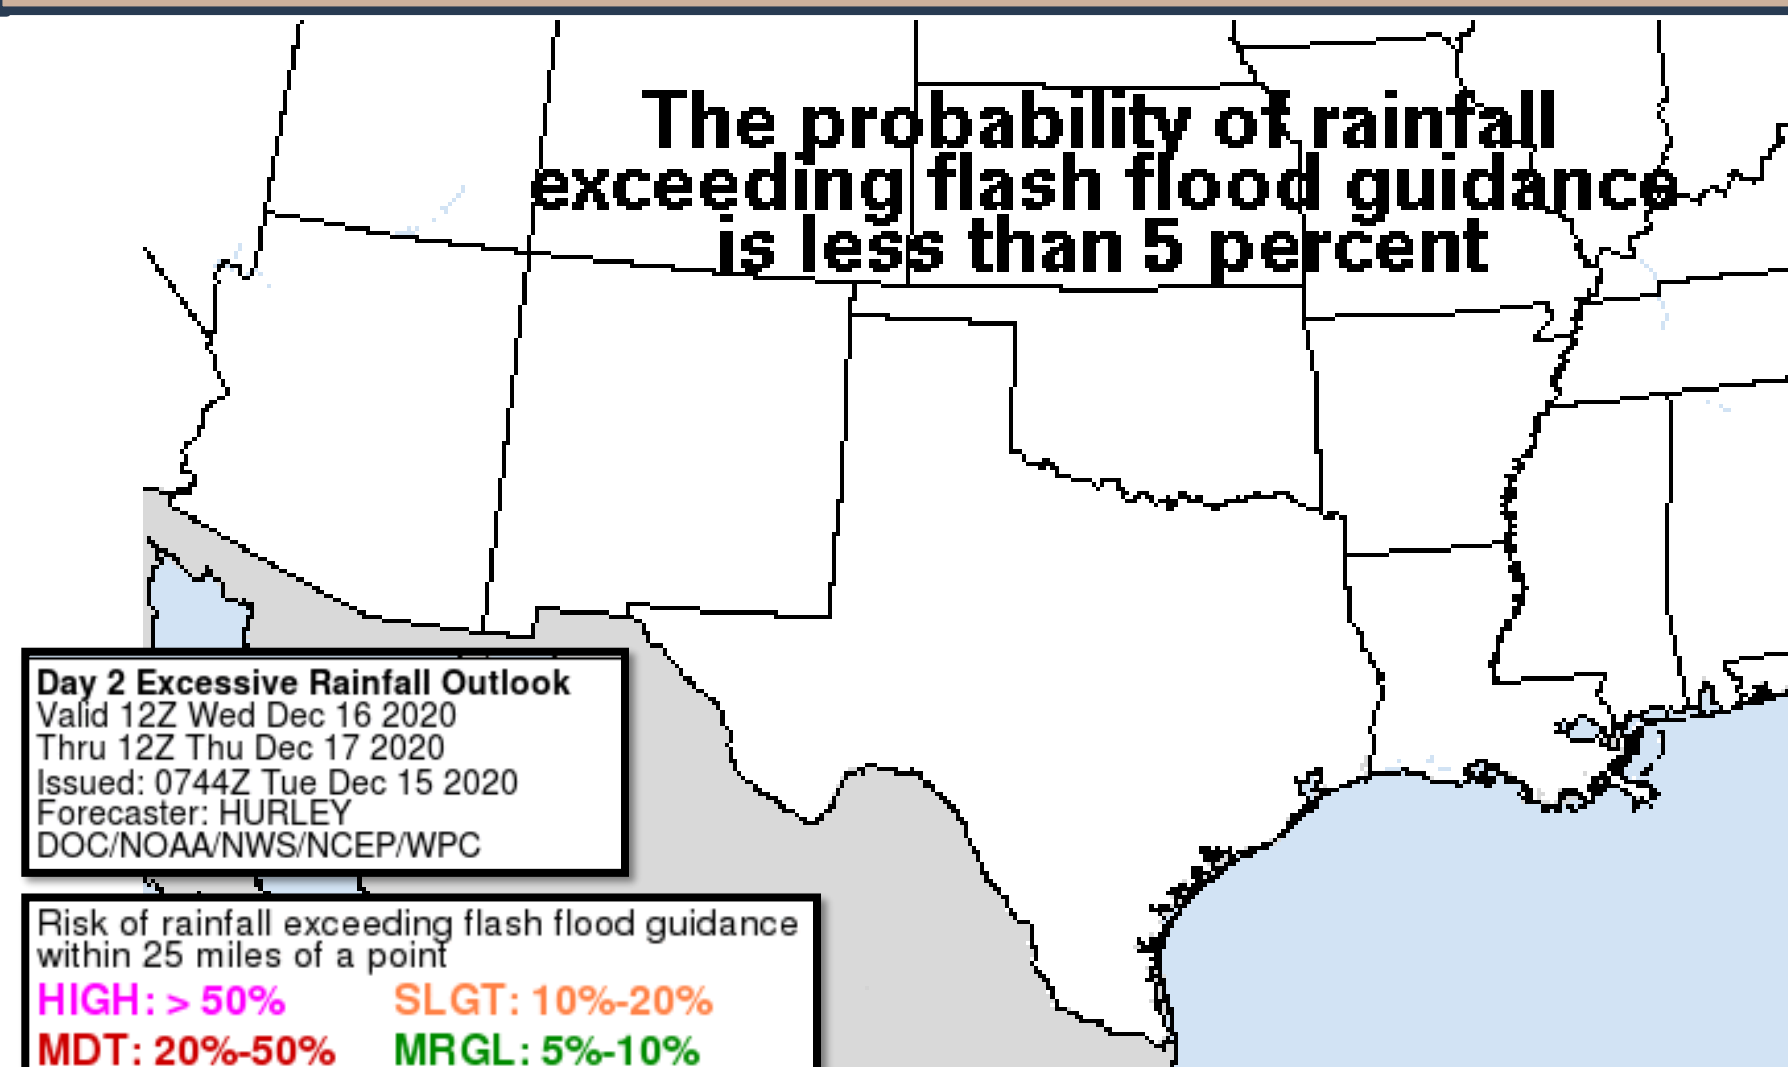 The probability of rainfall
exceeding flash flood guidance
is less than 5 percent
Day 2 Excessive Rainfall Outlook
Valid 12Z Wed Dec 16 2020
Thru 12Z Thu Dec 17 2020
Issued: 0744Z Tue Dec 15 2020
Forecaster: HURLEY
DOC/NOAA/NWS/NCEP/WPC
Risk of rainfall exceeding flash flood guidance
within 25 miles of a point
HIGH: > 50% SLGT: 10%-20%
MDT: 20%-50% MRGL: 5%-10%